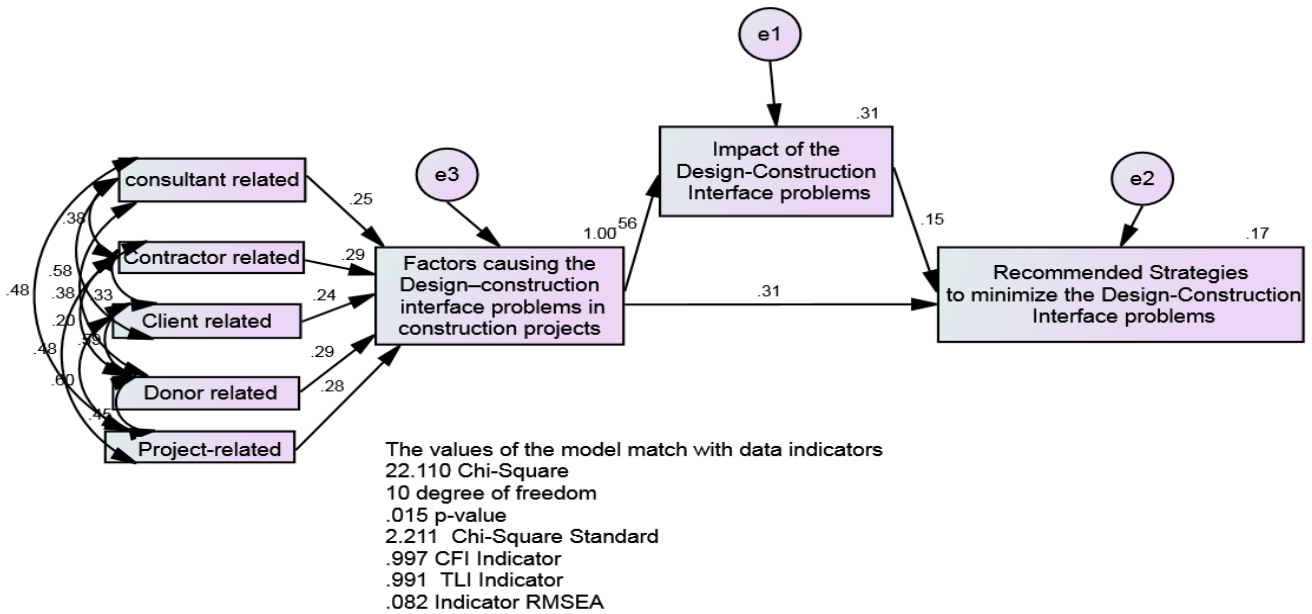 e1
.31
Impact of the
Design-Construction
Interface problems
e3
e2
consultant related
.25
.38
1.00
.56
.15
.17
Contractor related
.29
Factors causing the
Design–construction
interface problems in
construction projects
Recommended Strategies
to minimize the Design-Construction
Interface problems
.58
.48
.38
.33
.24
.31
.20
Client related
.59
.48
.29
.60
Donor related
.28
.45
Project-related
The values of the model match with data indicators
22.110 Chi-Square
10 degree of freedom
.015 p-value
2.211 Chi-Square Standard
.997 CFI Indicator
.991 TLI Indicator
.082 Indicator RMSEA